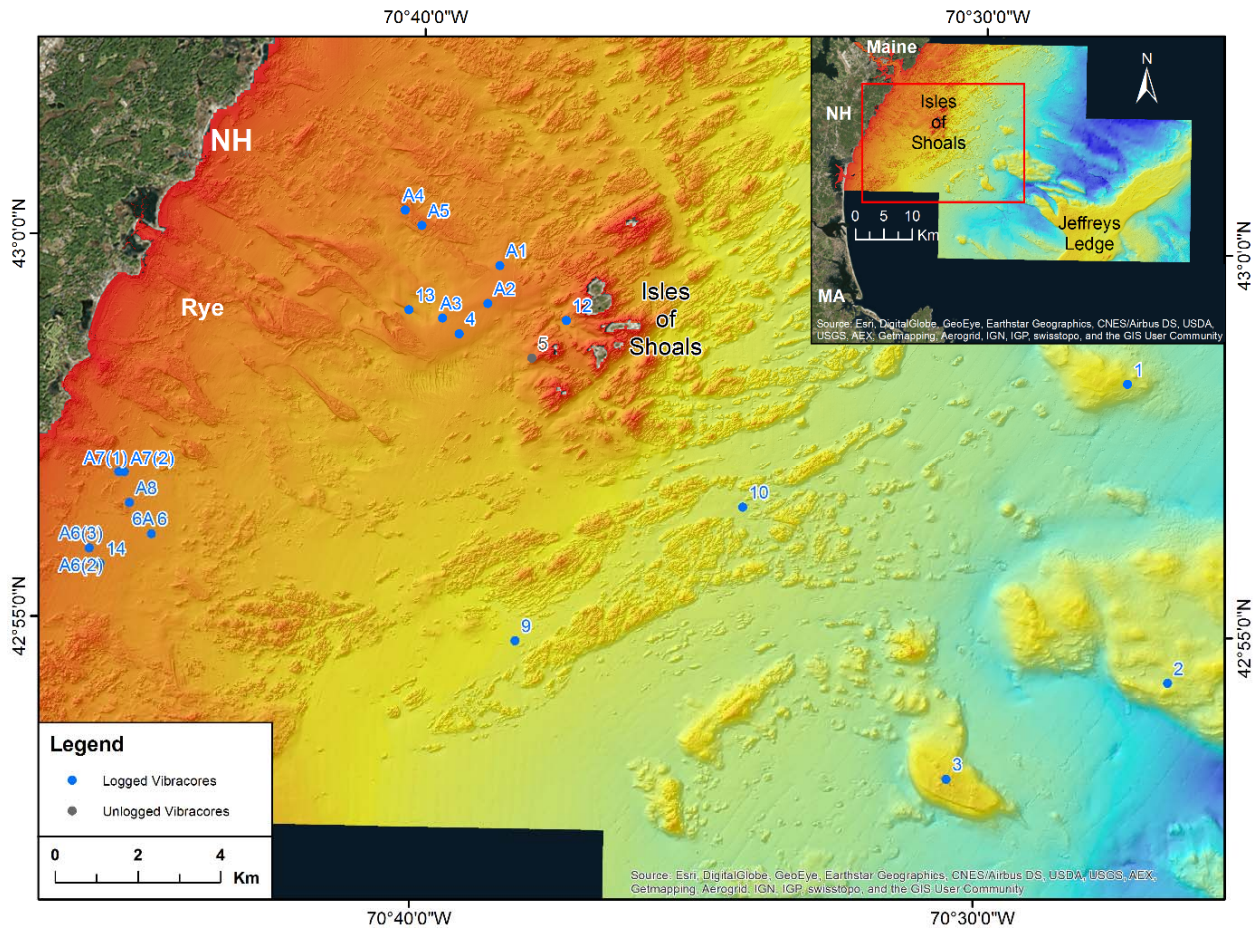 70°40'0"W
70°30'0"W
Maine
N
NH
Isles
of
Shoals
0 5 10
Km
Jeffreys
Ledge
MA
Source: Esri, DigitalGlobe, GeoEye, Earthstar Geographics, CNES/Airbus DS, USDA,
USGS, AEX, Getmapping, Aerogrid, IGN, IGP, swisstopo, and the GIS User Community
NH
43°0'0"N
43°0'0"N
A4
A5
A1
A2
Rye
13
A3
4
12
5
Isles
of
Shoals
1
A7(1)
A7(2)
A8
6A 6
A6(3)
14
A6(2)
10
42°55'0"N
42°55'0"N
9
2
3
Legend
Logged Vibracores
Unlogged Vibracores
0 2 4
Km
Source: Esri, DigitalGlobe, GeoEye, Earthstar Geographics, CNES/Airbus DS, USDA, USGS, AEX,
Getmapping, Aerogrid, IGN, IGP, swisstopo, and the GIS User Community
70°40'0"W
70°30'0"W